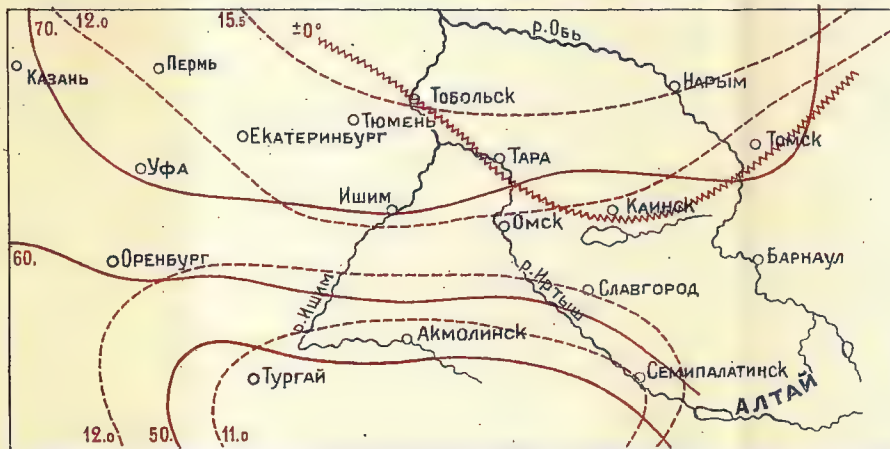 70.
12.0
15.5
±0°
р. Обь
Казань
Пермь
Нарым
Тобольск
Тюмень
Екатеринбург
Томск
Тара
Уфа
Ишим
Каинск
Омск
60.
Оренбург
Барнаул
р. Иртыш
Славгород
р. Ишим
Акмолинск
Тургай
Семипалатинск
АЛТАЙ
12.0
50.
11.0